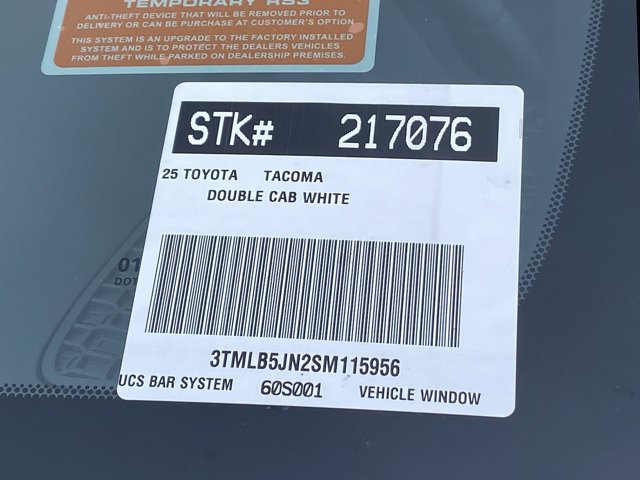 TEMPORARY RS3
ANTI-THEFT DEVICE THAT WILL BE REMOVED PRIOR TO
DELIVERY OR CAN BE PURCHASE AT CUSTOMER'S OPTION
THIS SYSTEM IS AN UPGRADE TO THE FACTORY INSTALLED
SYSTEM AND IS TO PROTECT THE DEALERS VEHICLES
FROM THEFT WHILE PARKED ON DEALERSHIP PREMISES.
STK# 217076
25 TOYOTA TACOMA
DOUBLE CAB WHITE
01
DOT
3TMLB5JN2SM115956
UCS BAR SYSTEM 60S001 VEHICLE WINDOW